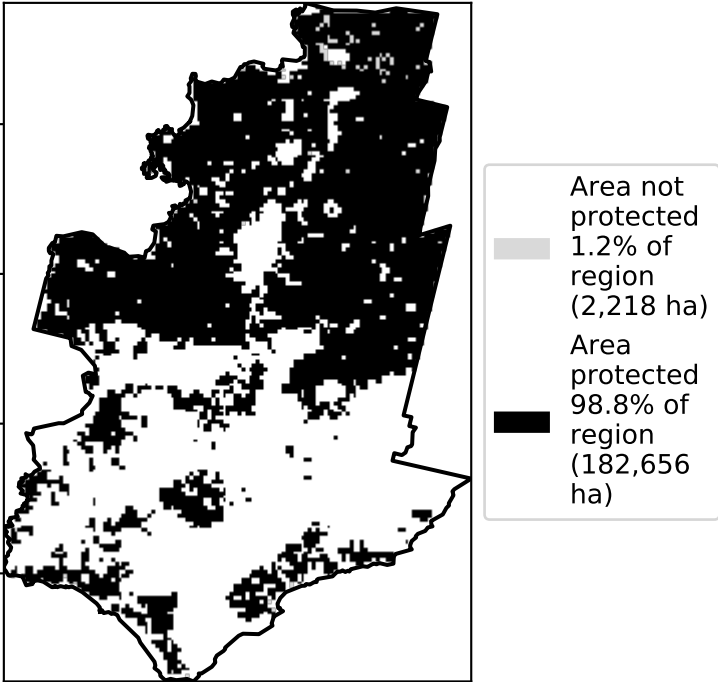 Area not
protected
1.2% of
region
(2,218 ha)
Area
protected
98.8% of
region
(182,656
ha)